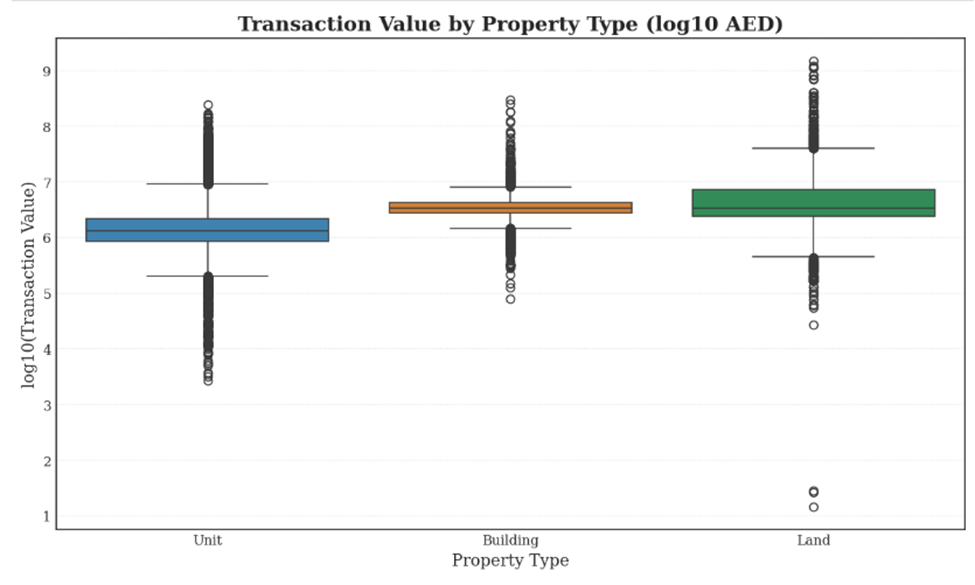 Transaction Value by Property Type (log10 AED)
log10(Transaction Value)
9
8
7
6
5
4
3
2
1
Unit Building Land
Property Type